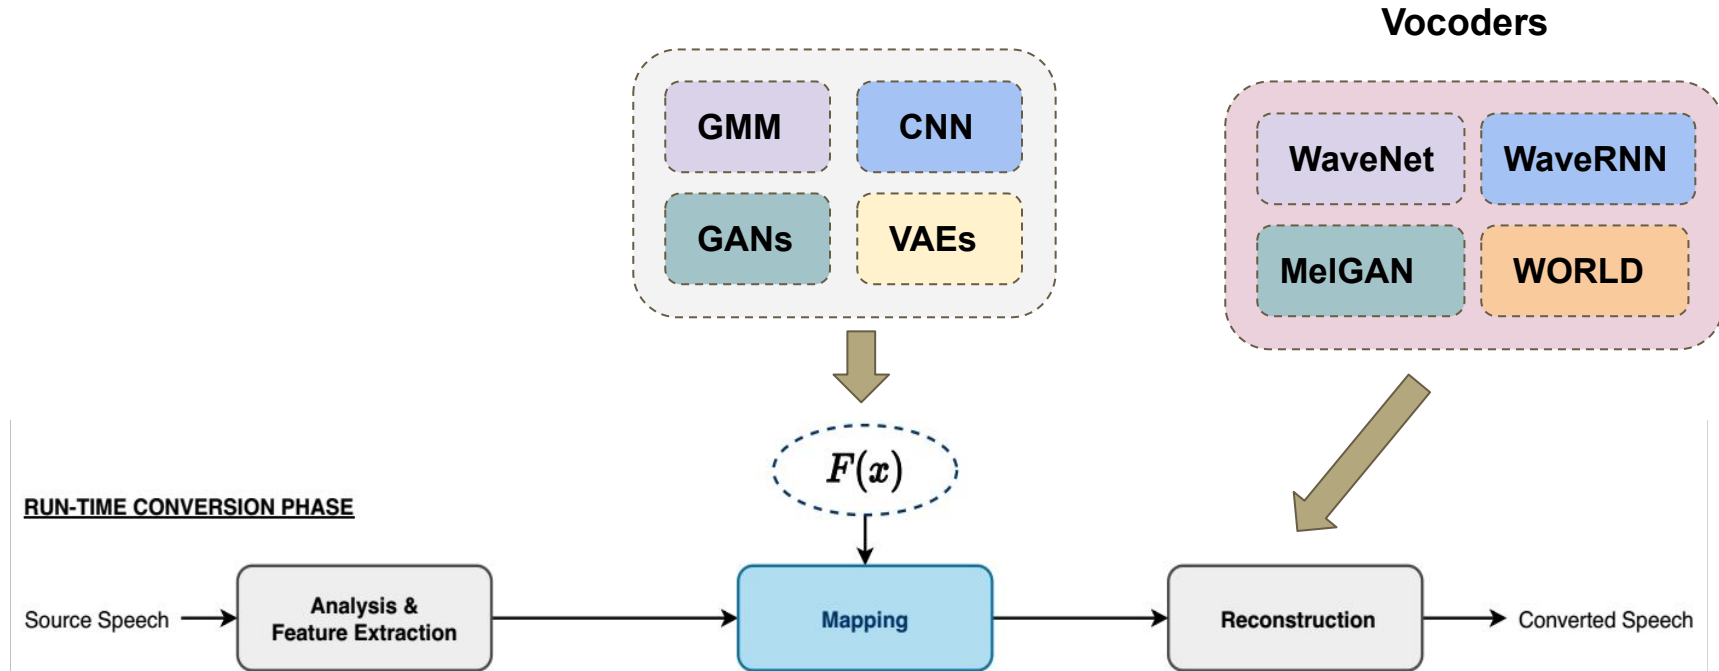 Vocoders
GMM
CNN
GANs
VAEs
WaveNet
WaveRNN
MelGAN
WORLD
F(x)
RUN-TIME CONVERSION PHASE
Source Speech
Analysis &
Feature Extraction
Mapping
Reconstruction
Converted Speech